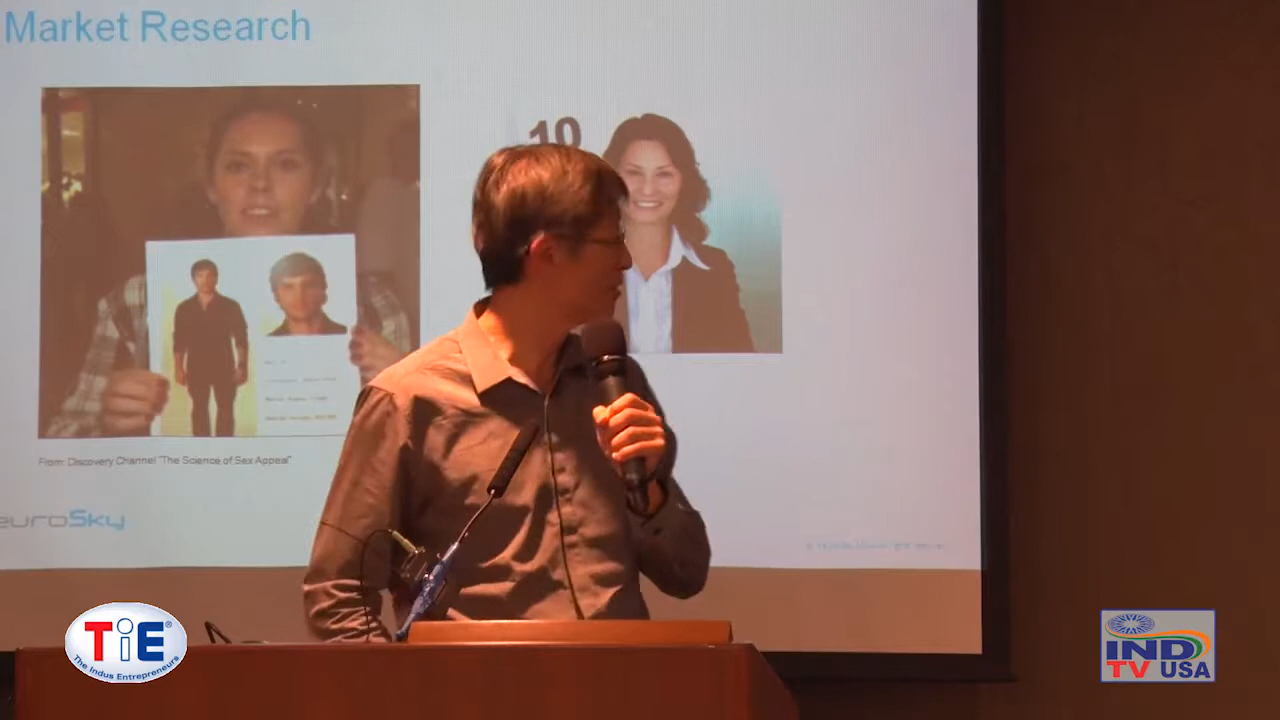 Market Research
10
From: Discovery Channel "The Science of Sex Appeal"
euroSky
TiE®
The Indus Entrepreneurs
IND
TV USA